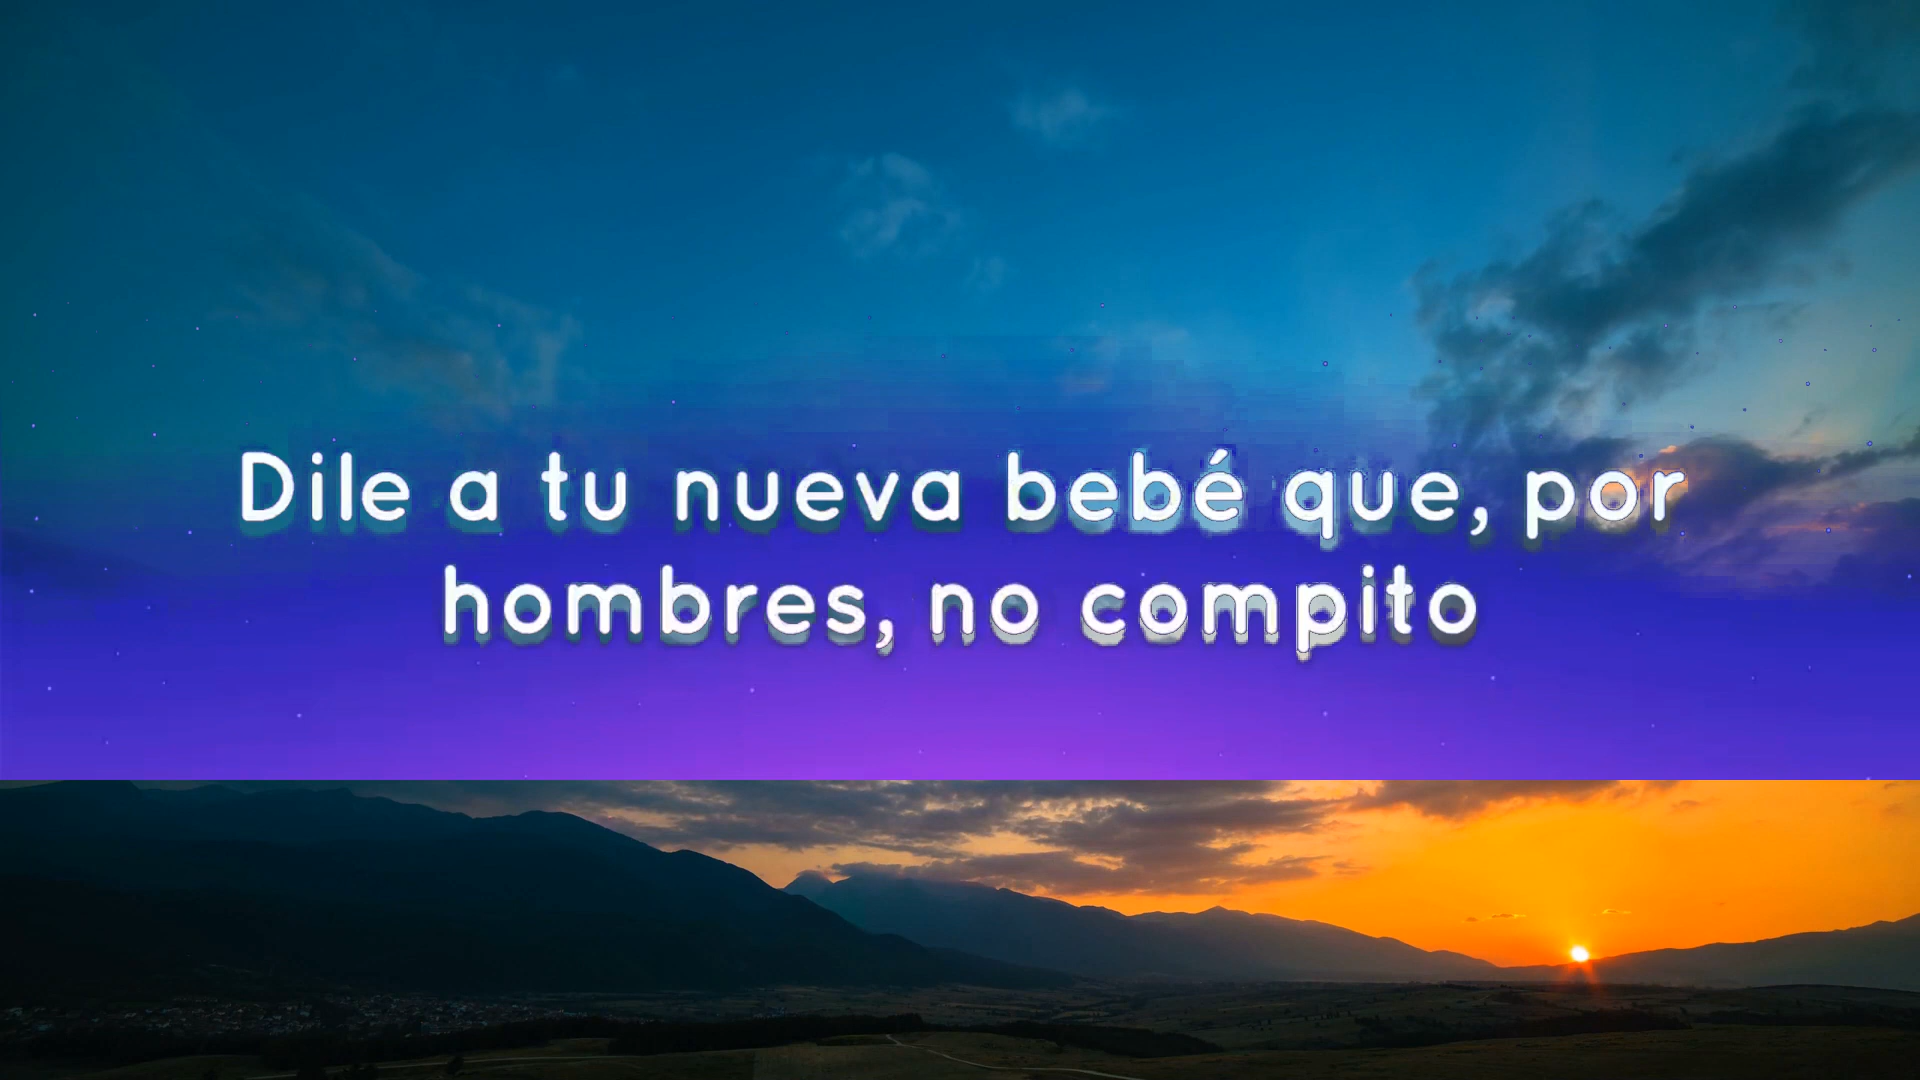 Dile a tu nueva bebé que, por
hombres, no compito